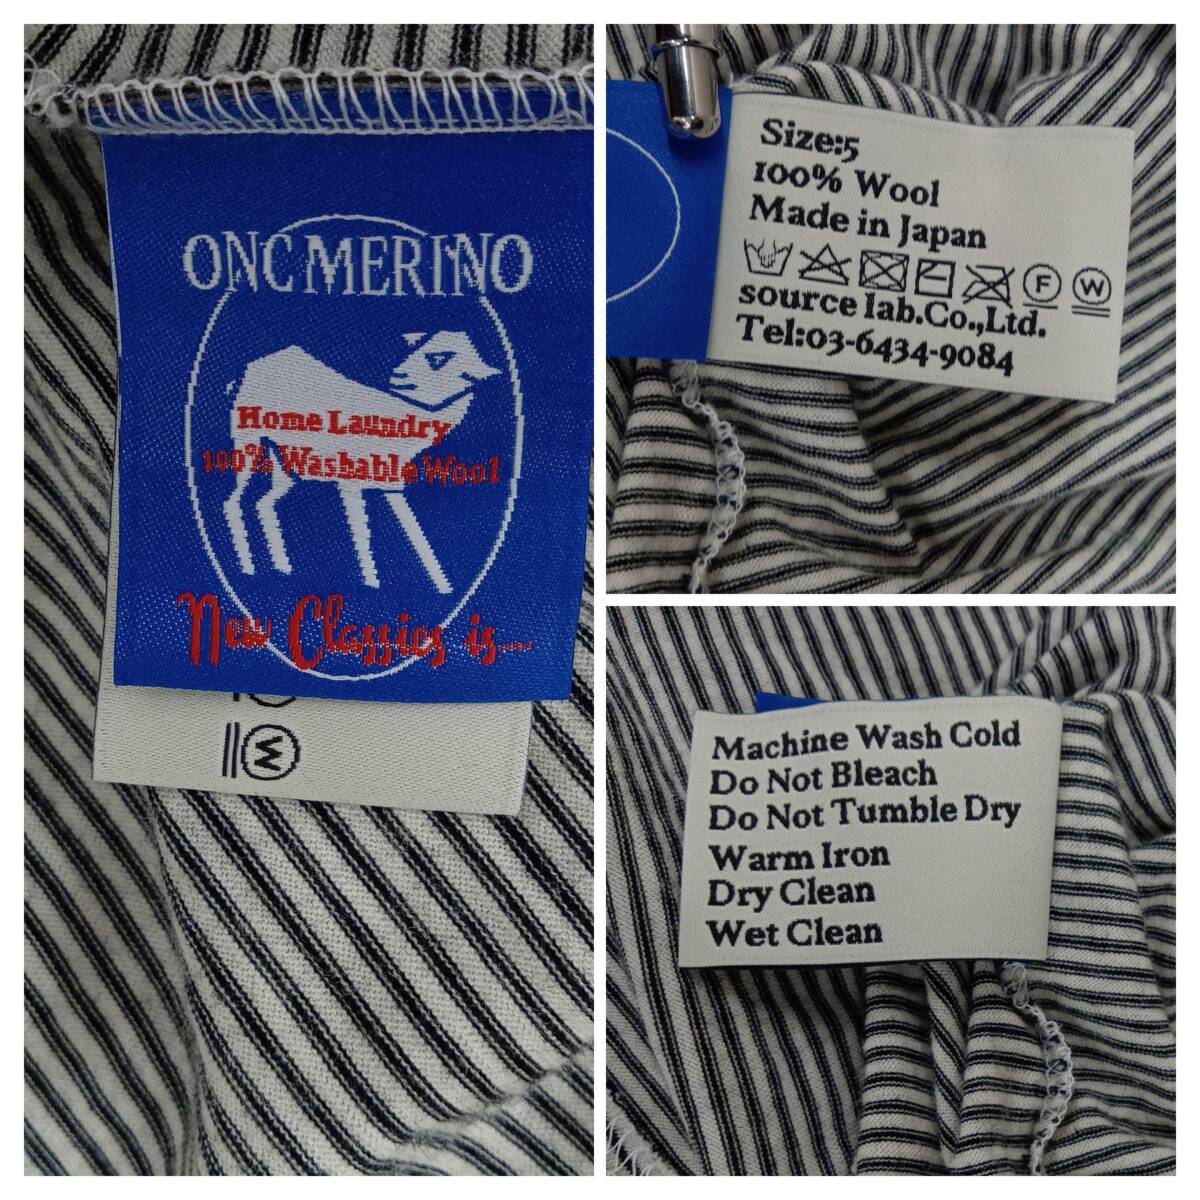 ONC MERINO
Home Laundry
100% Washable Wool
New Classics is....
W
Size:5
100% Wool
Made in Japan
F W
source lab.Co.,Ltd.
Tel:03-6434-9084
Machine Wash Cold
Do Not Bleach
Do Not Tumble Dry
Warm Iron
Dry Clean
Wet Clean